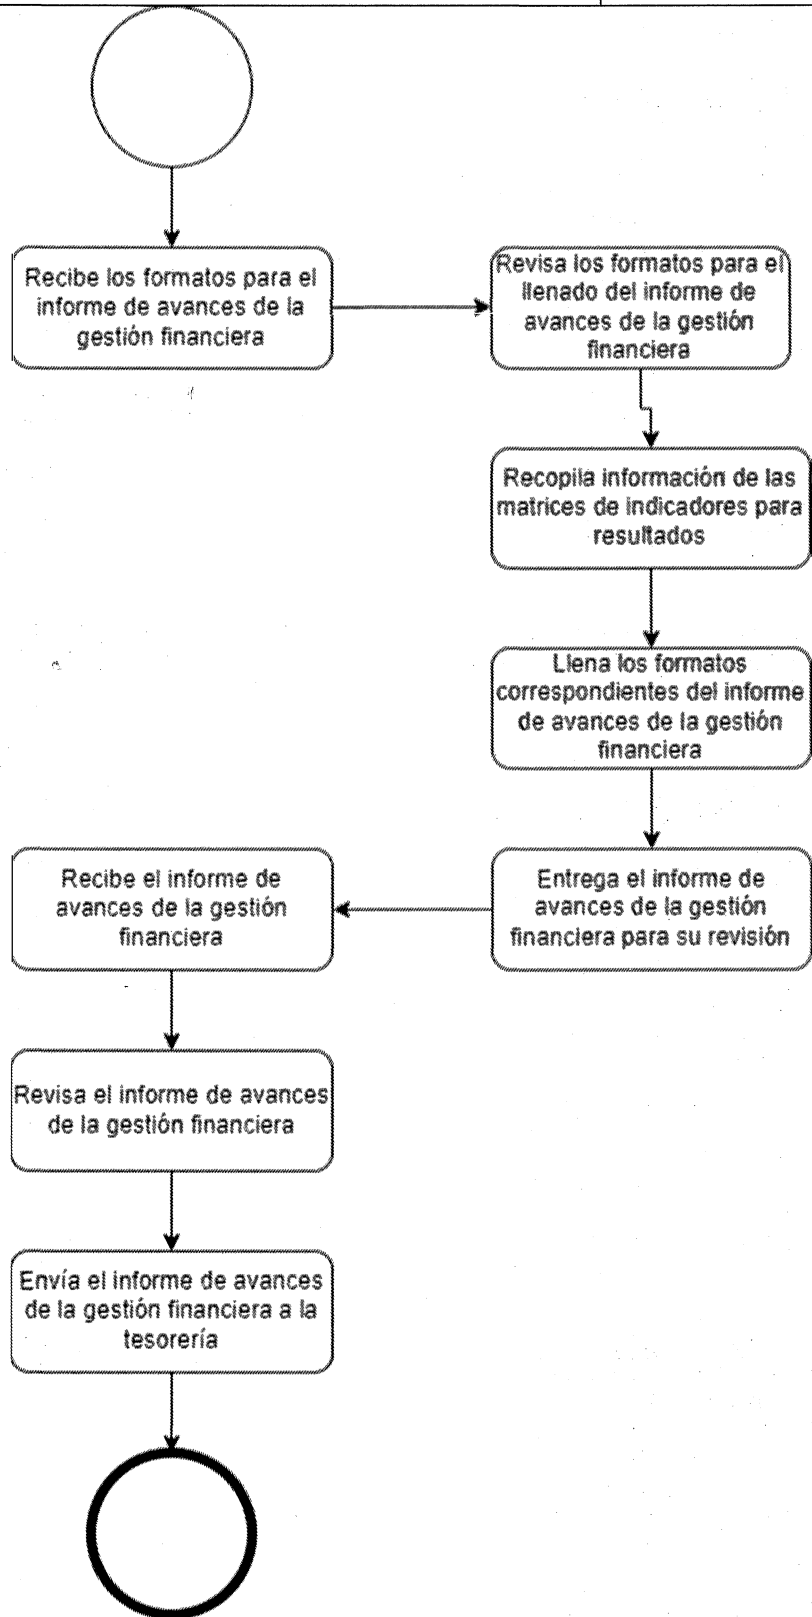 Recibe los formatos para el
informe de avances de la
gestión financiera
Revisa los formatos para el
llenado del informe de
avances de la gestión
financiera
Recopila información de las
matrices de indicadores para
resultados
Llena los formatos
correspondientes del informe
de avances de la gestión
financiera
Entrega el informe de
avances de la gestión
financiera para su revisión
Recibe el informe de
avances de la gestión
financiera
Revisa el informe de avances
de la gestión financiera
Envía el informe de avances
de la gestión financiera a la
tesorería